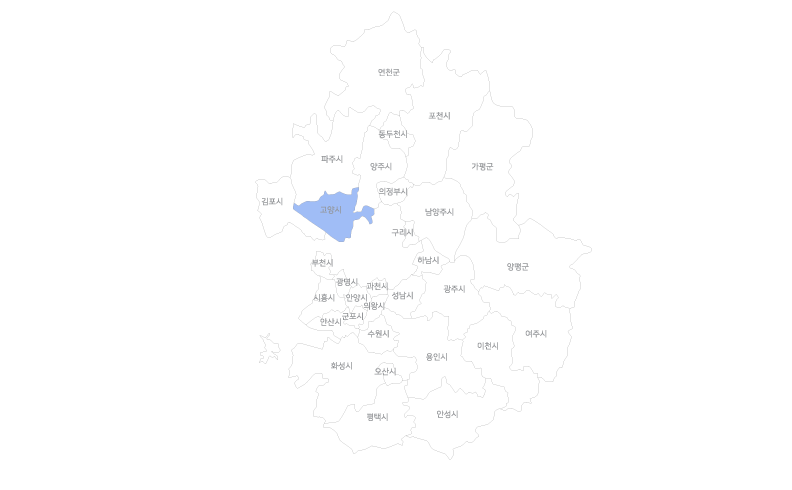 연천군
포천시
동두천시
파주시
양주시
가평군
의정부시
김포시
고양시
남양주시
구리시
하남시
부천시
양평군
광명시
과천시
광주시
시흥시
안양시
성남시
의왕시
군포시
안산시
수원시
여주시
이천시
용인시
화성시
오산시
안성시
평택시